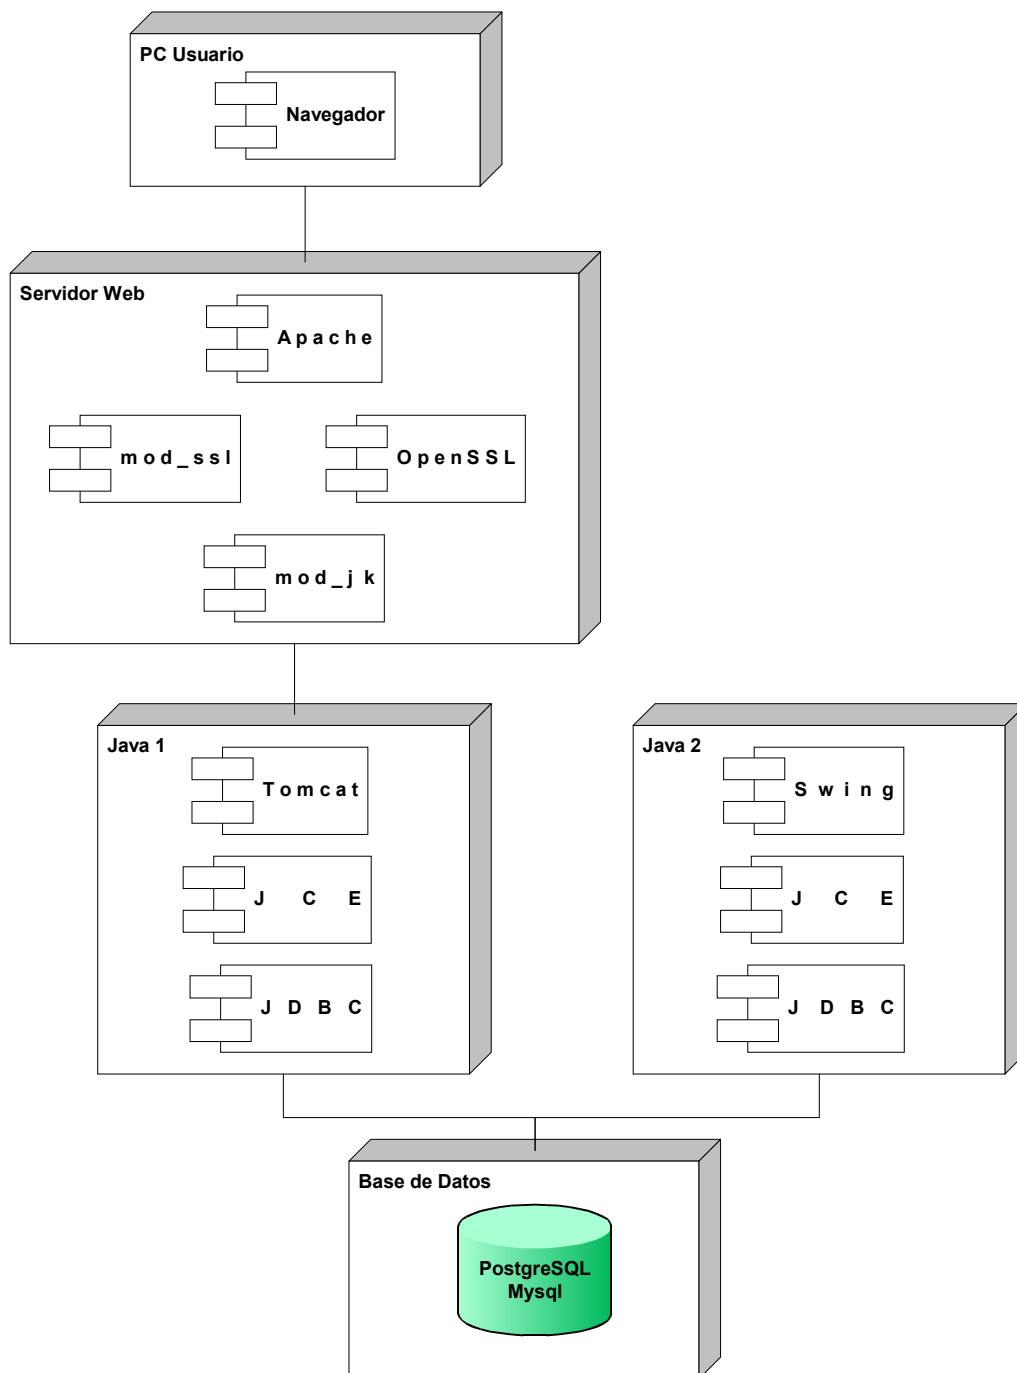 PC Usuario
Navegador
Servidor Web
Apache
mod_ssl
OpenSSL
mod_jk
Java 1
Tomcat
JCE
JDBC
Java 2
Swing
JCE
JDBC
Base de Datos
PostgreSQL
Mysql